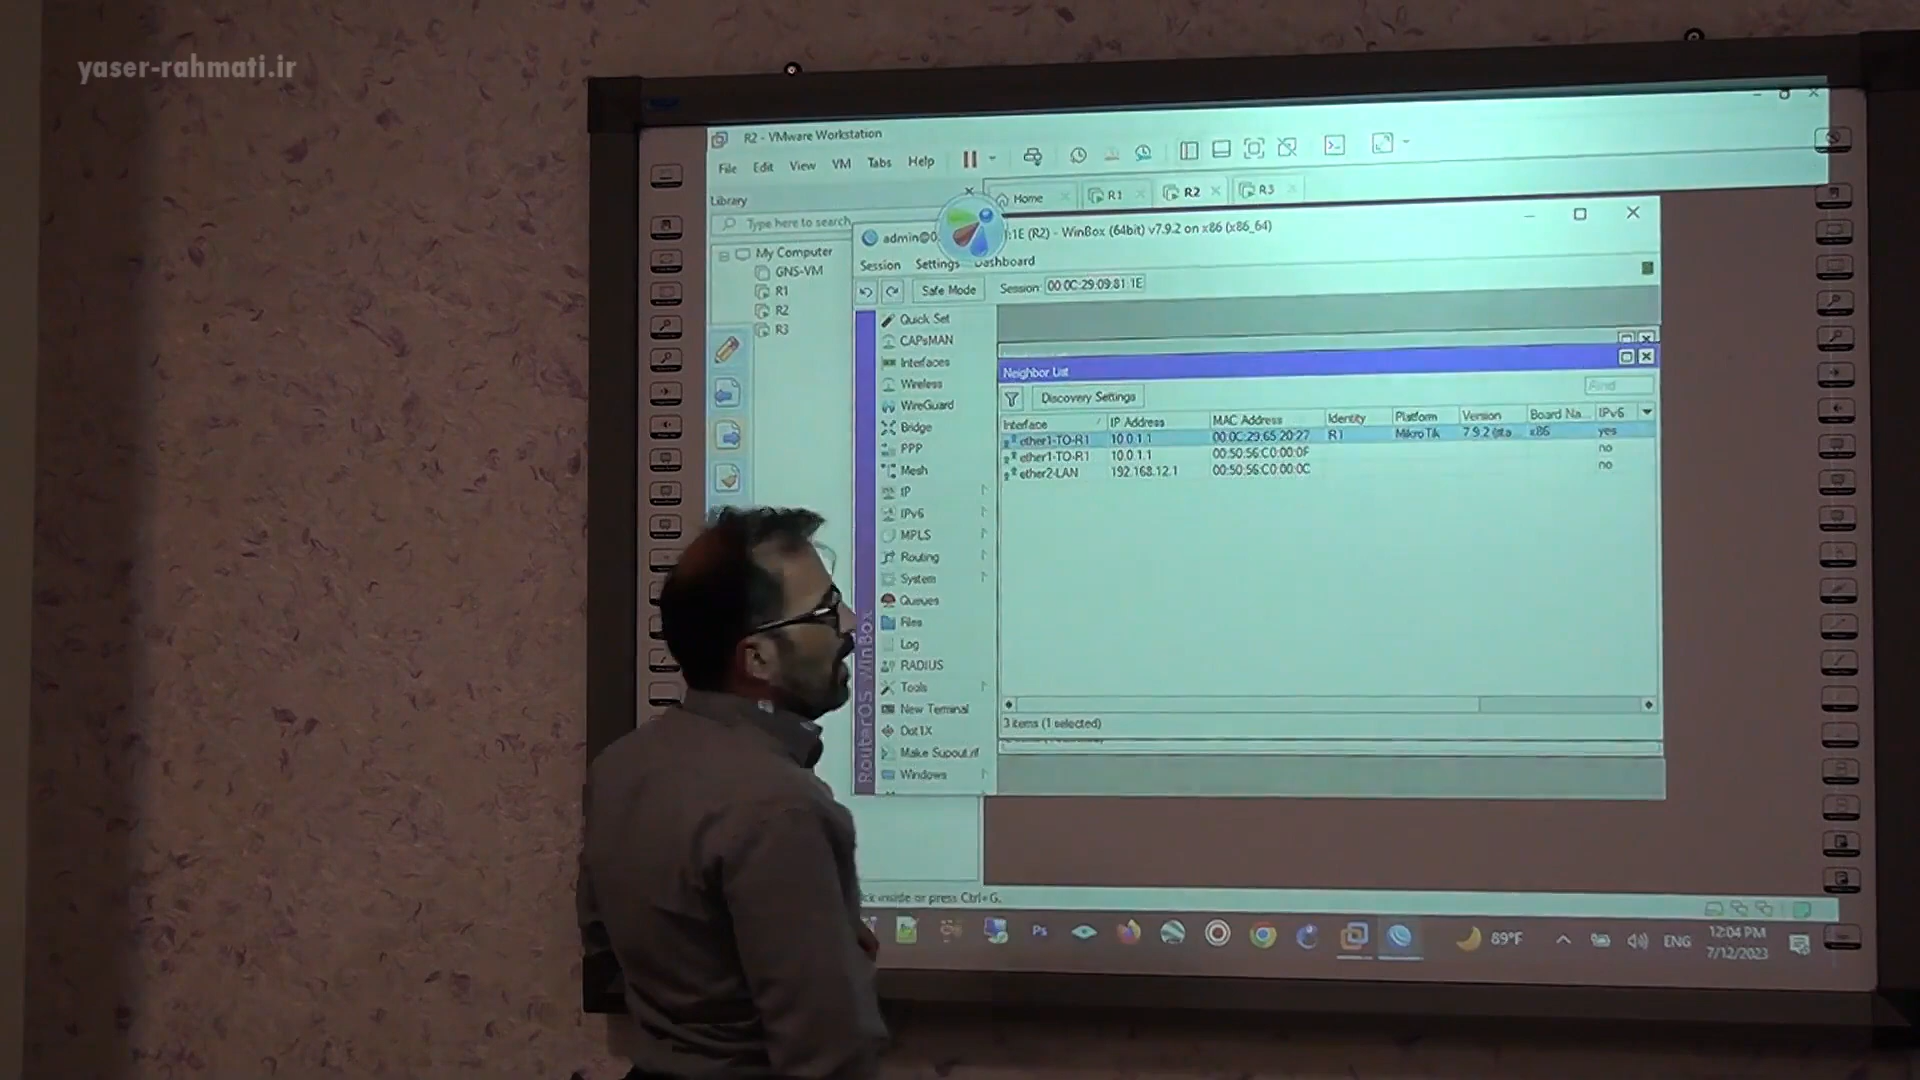 yaser-rahmati.ir
R2 - VMware Workstation
File Edit View VM Tabs Help
Library
Home R1 R2 R3
Type here to search
My Computer
GNS-VM
R1
R2
R3
admin@0 :1E (R2) - WinBox (64bit) v7.9.2 on x86 (x86_64)
Session Settings Dashboard
Safe Mode Session: 00:0C:29:09:81:1E
Quick Set
CAPsMAN
Interfaces
Wireless
WireGuard
Bridge
PPP
Mesh
IP
IPv6
MPLS
Routing
System
Queues
Files
Log
RADIUS
Tools
New Terminal
Dot1X
Make Supout.rif
Windows
RouterOS WinBox
Neighbor List
Discovery Settings Find
Interface IP Address MAC Address Identity Platform Version Board Na... IPv6
ether1-TO-R1 10.0.1.1 00:0C:29:65:20:27 R1 MikroTik 7.9.2 (sta... x86 yes
ether1-TO-R1 10.0.1.1 00:50:56:C0:00:0F no
ether2-LAN 192.168.12.1 00:50:56:C0:00:0C no
3 items (1 selected)
inside or press Ctrl+G.
Ps 89°F ENG 12:04 PM
7/12/2023